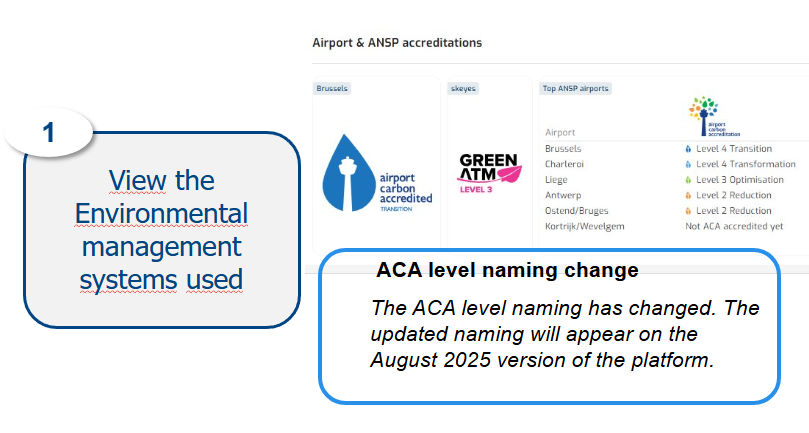 Airport & ANSP accreditations
Brussels
airport
carbon
accredited
TRANSITION
skeyes
GREEN
ATM
LEVEL 3
Top ANSP airports
airport
carbon
accreditation
Airport
Brussels Level 4 Transition
Charleroi Level 4 Transformation
Liege Level 3 Optimisation
Antwerp Level 2 Reduction
Ostend/Bruges Level 2 Reduction
Kortrijk/Wevelgem Not ACA accredited yet
1
View the
Environmental
management
systems used
ACA level naming change
The ACA level naming has changed. The
updated naming will appear on the
August 2025 version of the platform.